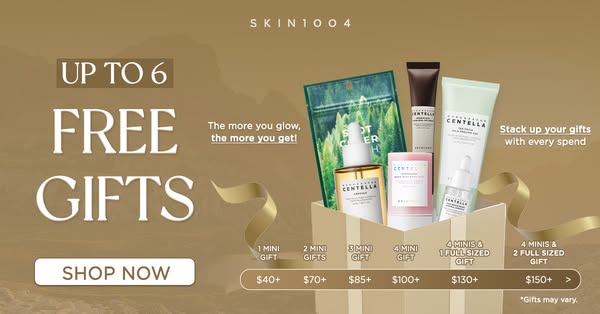 SKIN1004
UP TO 6
FREE
GIFTS
SHOP NOW
The more you glow,
the more you get!
Stack up your gifts
with every spend
SPOT
CENTELLA
CENTELLA
CENTELLA
CENTELLA
AMPOULE
1 MINI
GIFT
2 MINI
GIFTS
3 MINI
GIFT
4 MINI
GIFT
4 MINIS &
1 FULL SIZED
GIFT
4 MINIS &
2 FULL SIZED
GIFT
$40+
$70+
$85+
$100+
$130+
$150+ >
*Gifts may vary.